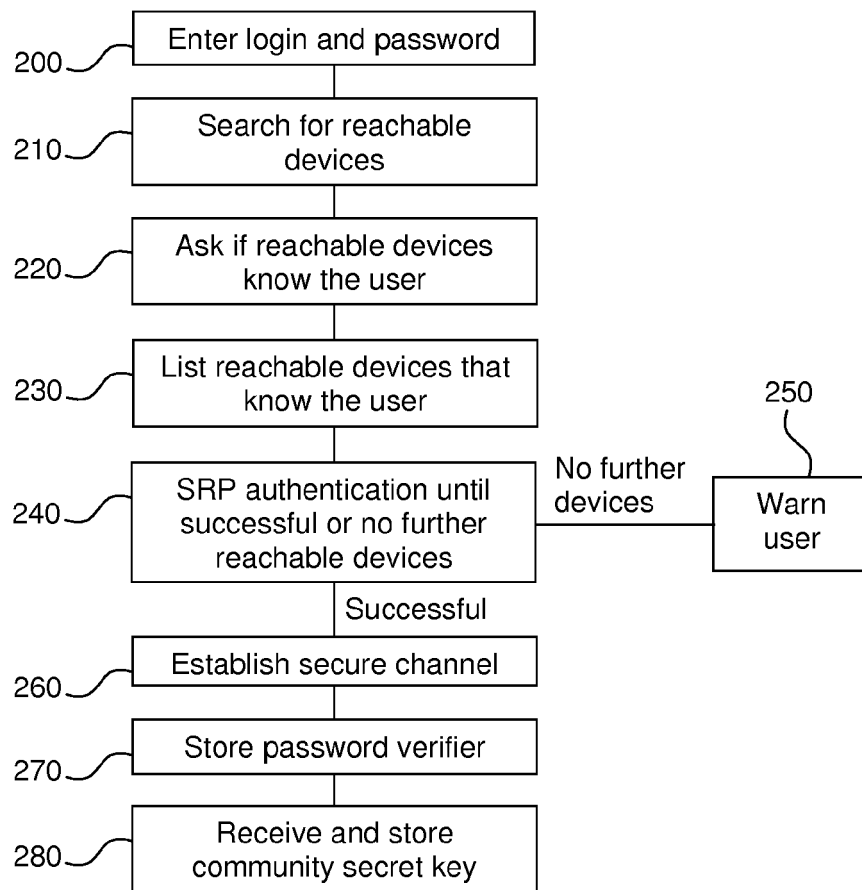 Enter login and password
200
Search for reachable
devices
210
Ask if reachable devices
know the user
220
List reachable devices that
know the user
230
250
SRP authentication until
successful or no further
reachable devices
240
No further
devices
Warn
user
Successful
Establish secure channel
260
Store password verifier
270
Receive and store
community secret key
280